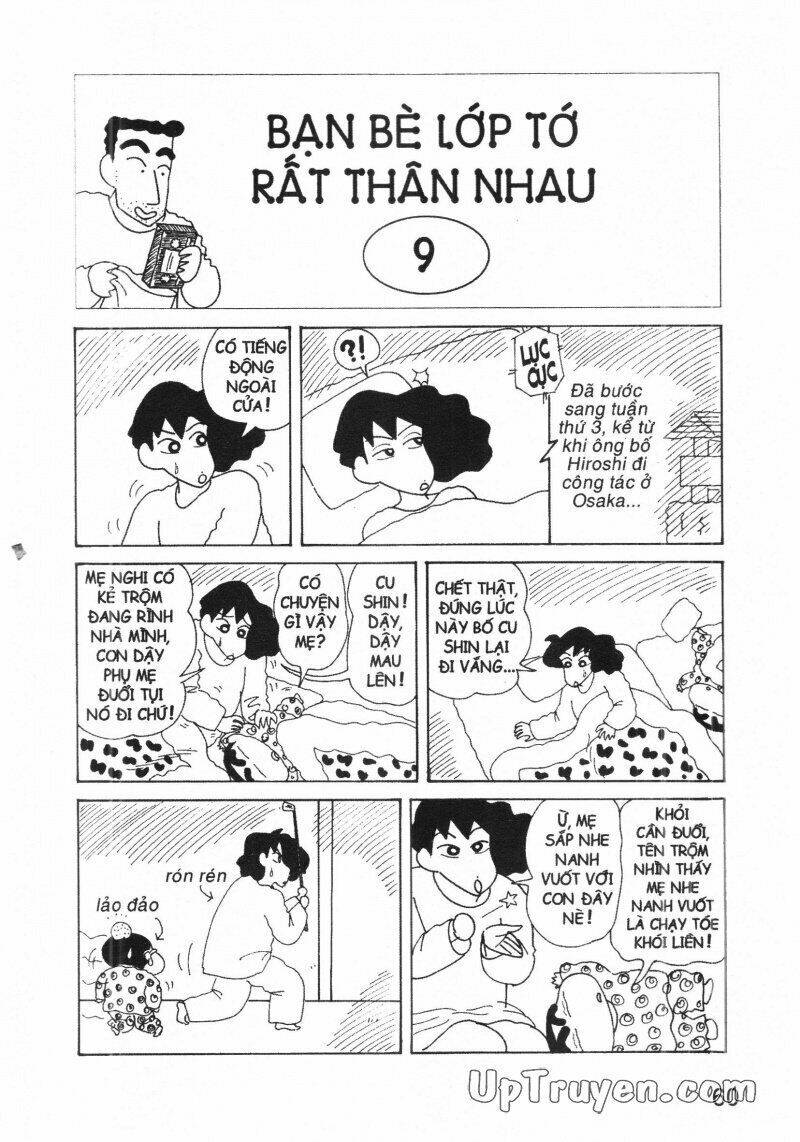 BẠN BÈ LỚP TỚ
RẤT THÂN NHAU
9
Đã bước
sang tuần
thứ 3, kể từ
khi ông bố
Hiroshi đi
công tác ở
Osaka...
LỤC
CỤC
?!
CÓ TIẾNG
ĐỘNG
NGOÀI
CỬA!
CHẾT THẬT,
ĐÚNG LÚC
NÀY BỐ CU
SHIN LẠI
ĐI VẮNG...
CU
SHIN!
DẬY,
DẬY
MAU
LÊN!
CÓ
CHUYỆN
GÌ VẬY
MẸ?
MẸ NGHI CÓ
KẺ TRỘM
ĐANG RÌNH
NHÀ MÌNH,
CON DẬY
PHỤ MẸ
ĐUỔI TỤI
NÓ ĐI CHỨ!
KHỎI
CẦN ĐUỔI,
TÊN TRỘM
NHÌN THẤY
MẸ NHE
NANH VUỐT
LÀ CHẠY TÓE
KHÓI LIỀN!
Ừ, MẸ
SẮP NHE
NANH
VUỐT VỚI
CON ĐÂY
NÈ!
rón rén
lảo đảo
UpTruyen.com